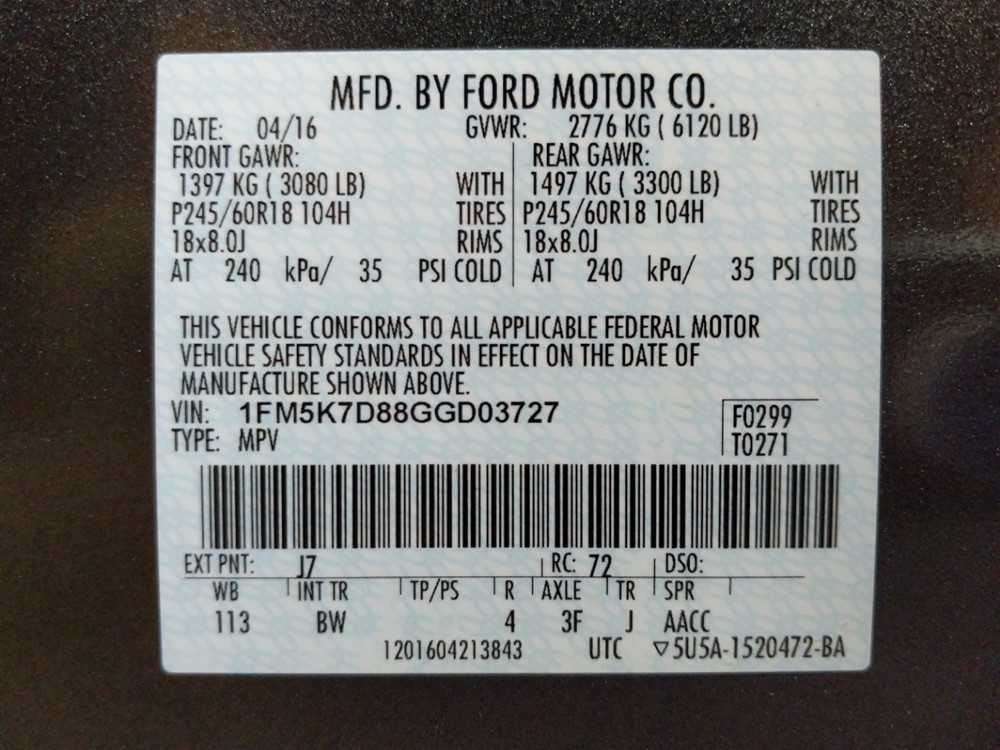 MFD. BY FORD MOTOR CO.
DATE: 04/16 GVWR: 2776 KG ( 6120 LB)
FRONT GAWR: REAR GAWR:
1397 KG ( 3080 LB) WITH 1497 KG ( 3300 LB) WITH
P245/60R18 104H TIRES P245/60R18 104H TIRES
18x8.0J RIMS 18x8.0J RIMS
AT 240 kPa/ 35 PSI COLD AT 240 kPa/ 35 PSI COLD
THIS VEHICLE CONFORMS TO ALL APPLICABLE FEDERAL MOTOR
VEHICLE SAFETY STANDARDS IN EFFECT ON THE DATE OF
MANUFACTURE SHOWN ABOVE.
VIN: 1FM5K7D88GGD03727 F0299
TYPE: MPV T0271
EXT PNT: J7 RC: 72 DSO:
WB INT TR TP/PS R AXLE TR SPR
113 BW 4 3F J AACC
1201604213843 UTC ▽5U5A-1520472-BA